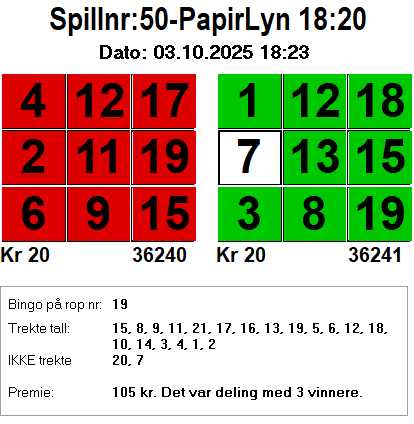 Spillnr:50-PapirLyn 18:20
Dato: 03.10.2025 18:23
4 12 17
2 11 19
6 9 15
Kr 20 36240
1 12 18
7 13 15
3 8 19
Kr 20 36241
Bingo på rop nr: 19
Trekte tall: 15, 8, 9, 11, 21, 17, 16, 13, 19, 5, 6, 12, 18,
10, 14, 3, 4, 1, 2
IKKE trekte 20, 7
Premie: 105 kr. Det var deling med 3 vinnere.